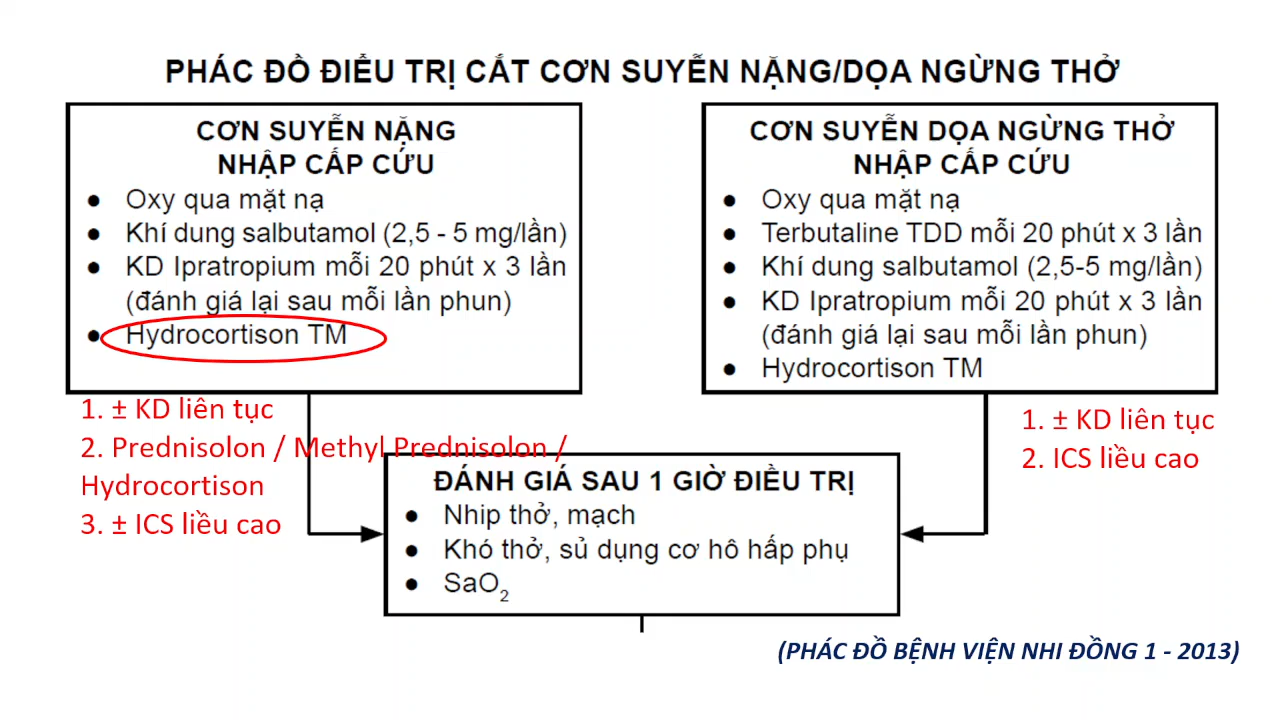 PHÁC ĐỒ ĐIỀU TRỊ CẮT CƠN SUYỄN NẶNG/DỌA NGỪNG THỞ
CƠN SUYỄN NẶNG
NHẬP CẤP CỨU
● Oxy qua mặt nạ
● Khí dung salbutamol (2,5 - 5 mg/lần)
● KD Ipratropium mỗi 20 phút x 3 lần
(đánh giá lại sau mỗi lần phun)
● Hydrocortison TM
1. ± KD liên tục
2. Prednisolon / Methyl Prednisolon /
Hydrocortison
3. ± ICS liều cao
CƠN SUYỄN DỌA NGỪNG THỞ
NHẬP CẤP CỨU
● Oxy qua mặt nạ
● Terbutaline TDD mỗi 20 phút x 3 lần
● Khí dung salbutamol (2,5-5 mg/lần)
● KD Ipratropium mỗi 20 phút x 3 lần
(đánh giá lại sau mỗi lần phun)
● Hydrocortison TM
1. ± KD liên tục
2. ICS liều cao
ĐÁNH GIÁ SAU 1 GIỜ ĐIỀU TRỊ
● Nhip thở, mạch
● Khó thở, sủ dụng cơ hô hấp phụ
● SaO₂
(PHÁC ĐỒ BỆNH VIỆN NHI ĐỒNG 1 - 2013)